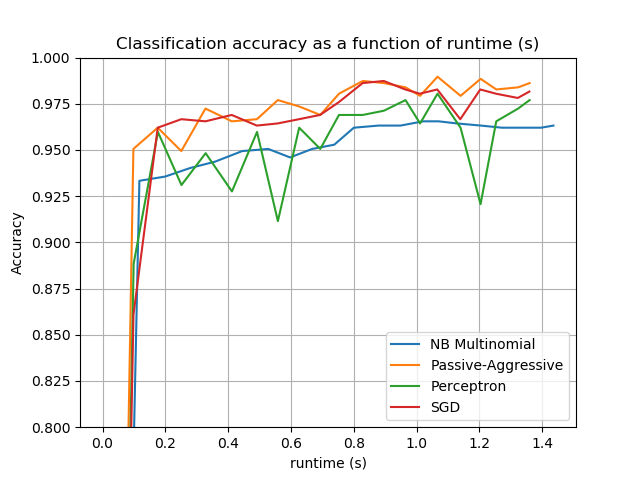 Classification accuracy as a function of runtime (s)
1.000
0.975
0.950
0.925
0.900
0.875
0.850
0.825
0.800
Accuracy
NB Multinomial
Passive-Aggressive
Perceptron
SGD
0.0 0.2 0.4 0.6 0.8 1.0 1.2 1.4
runtime (s)